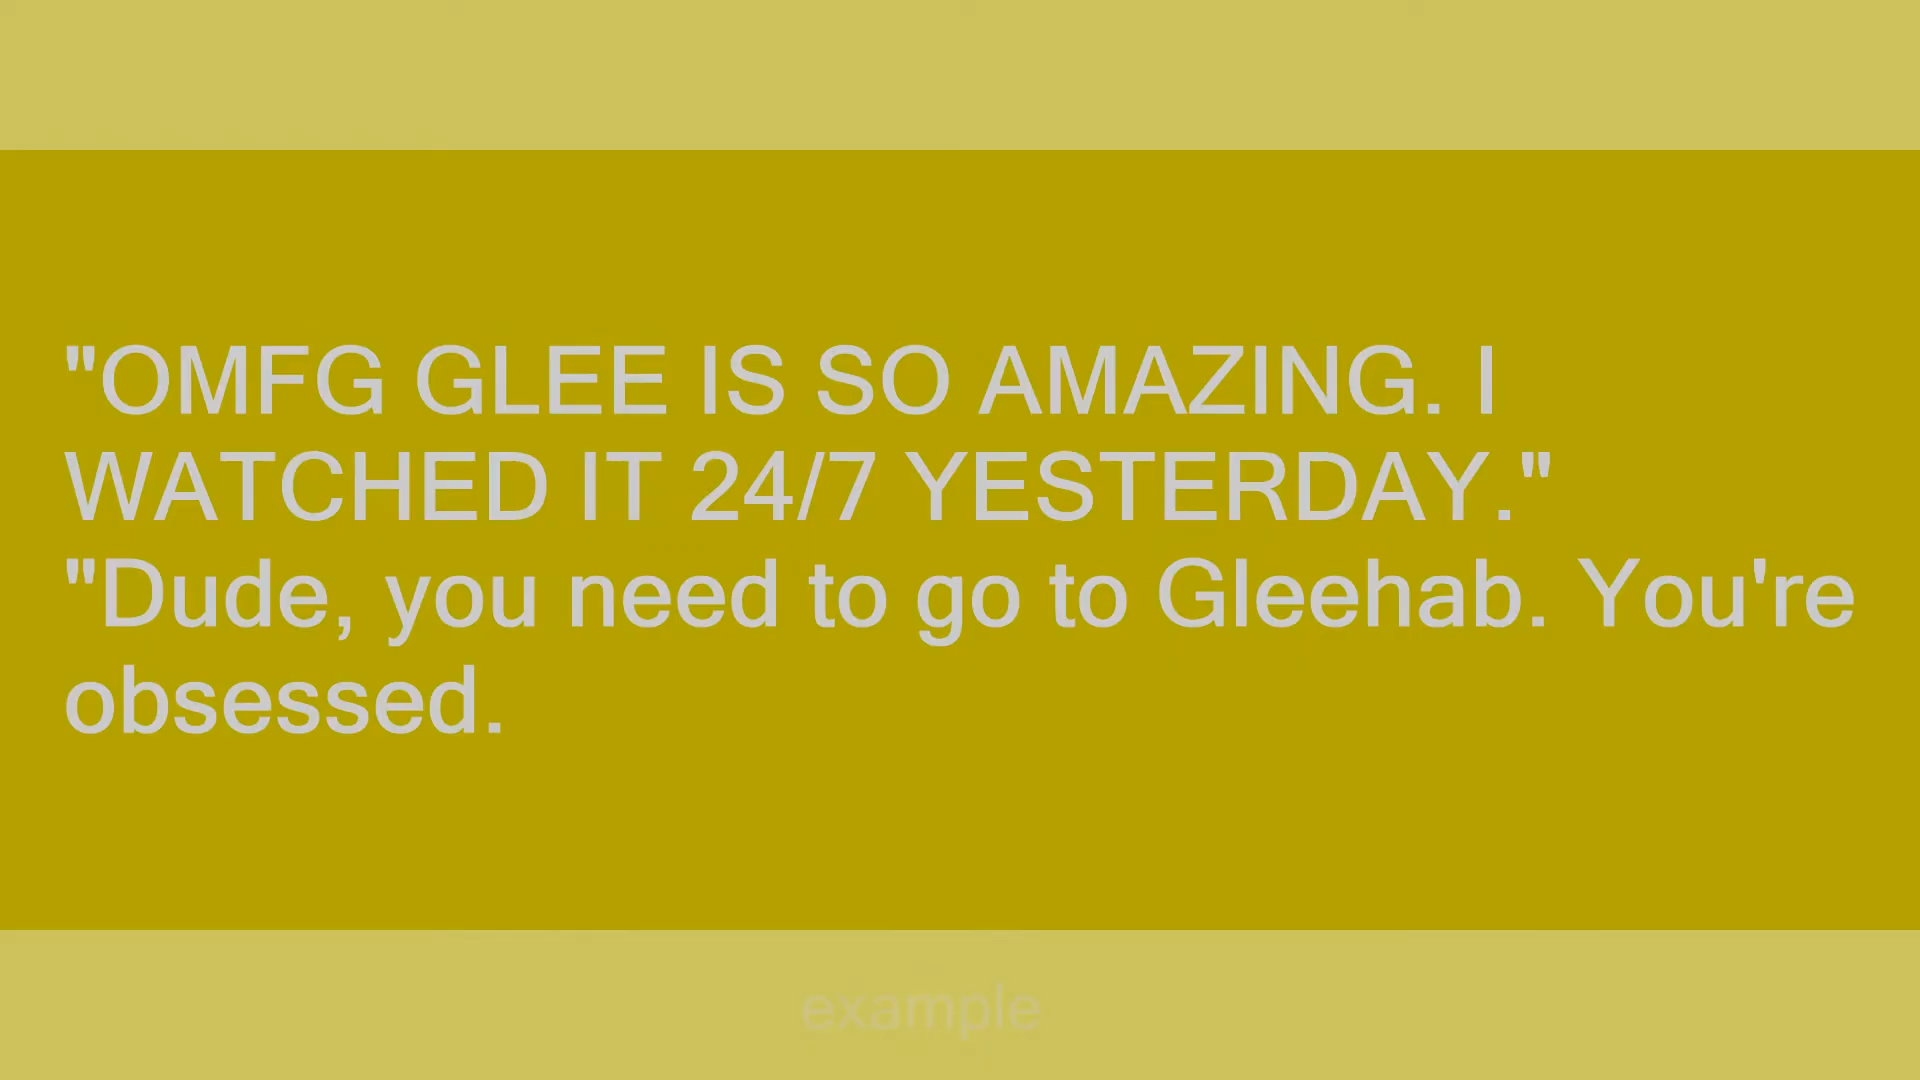 "OMFG GLEE IS SO AMAZING. I
WATCHED IT 24/7 YESTERDAY."
"Dude, you need to go to Gleehab. You're
obsessed.
example